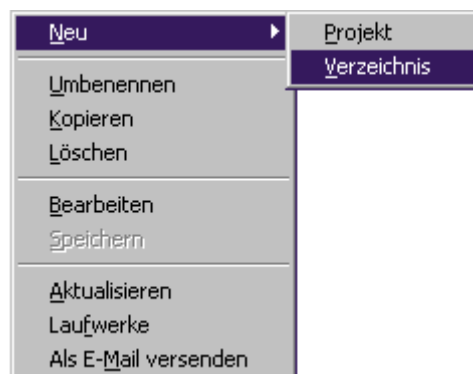 Neu
Projekt
Verzeichnis
Umbenennen
Kopieren
Löschen
Bearbeiten
Speichern
Aktualisieren
Laufwerke
Als E-Mail versenden